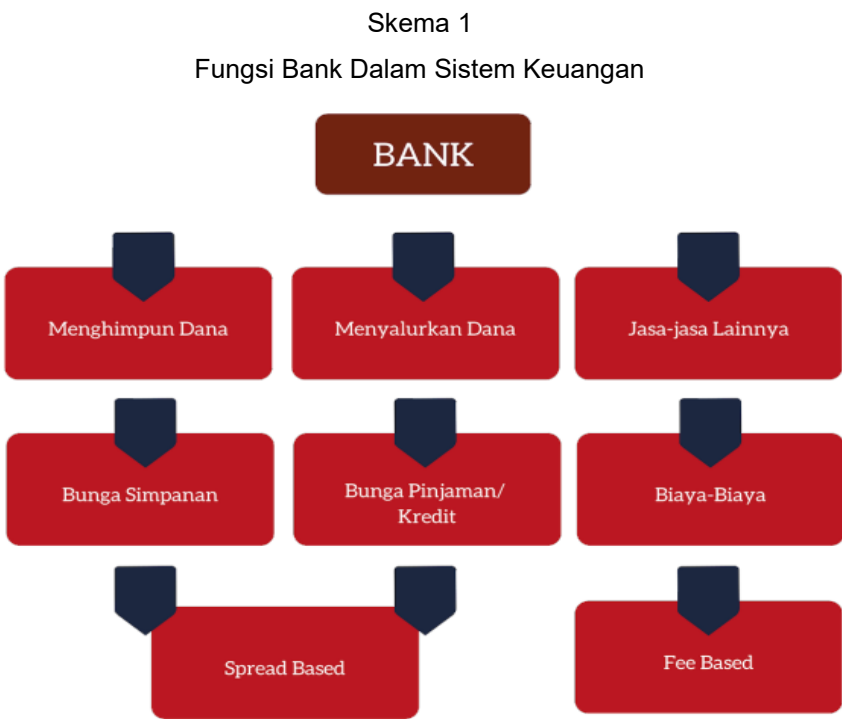 Skema 1
Fungsi Bank Dalam Sistem Keuangan
BANK
Menghimpun Dana
Menyalurkan Dana
Jasa-jasa Lainnya
Bunga Simpanan
Bunga Pinjaman/
Kredit
Biaya-Biaya
Spread Based
Fee Based